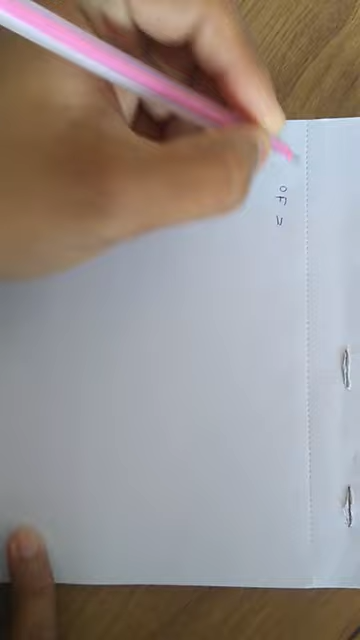 °F =